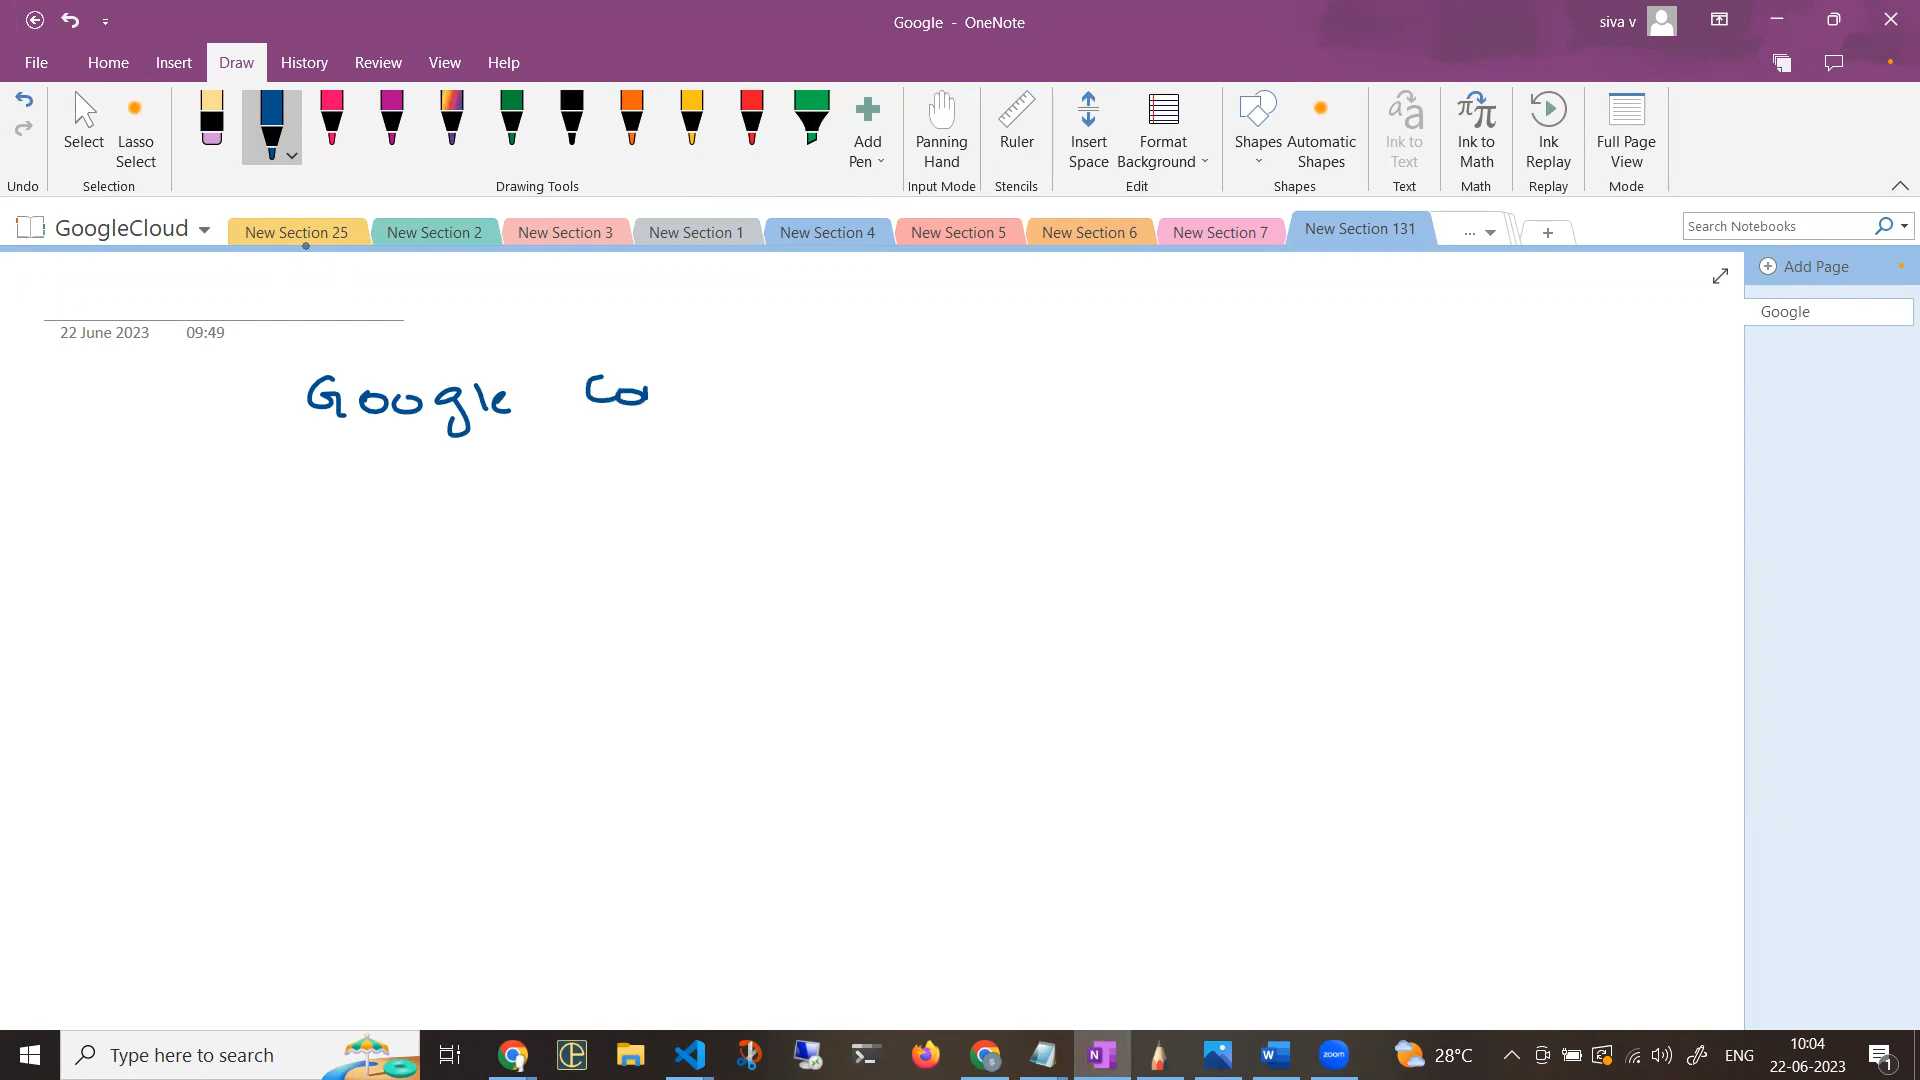 Google - OneNote
siva v
File Home Insert Draw History Review View Help
Select
Lasso Select
Add Pen
Panning Hand
Ruler
Insert Space
Format Background
Shapes
Automatic Shapes
Ink to Text
Ink to Math
Ink Replay
Full Page View
Undo Selection Drawing Tools Input Mode Stencils Edit Shapes Text Math Replay Mode
GoogleCloud New Section 25 New Section 2 New Section 3 New Section 1 New Section 4 New Section 5 New Section 6 New Section 7 New Section 131 ... + Search Notebooks
Add Page
Google
22 June 2023 09:49
Google Co
Type here to search zoom 28°C ENG 10:04
22-06-2023 1